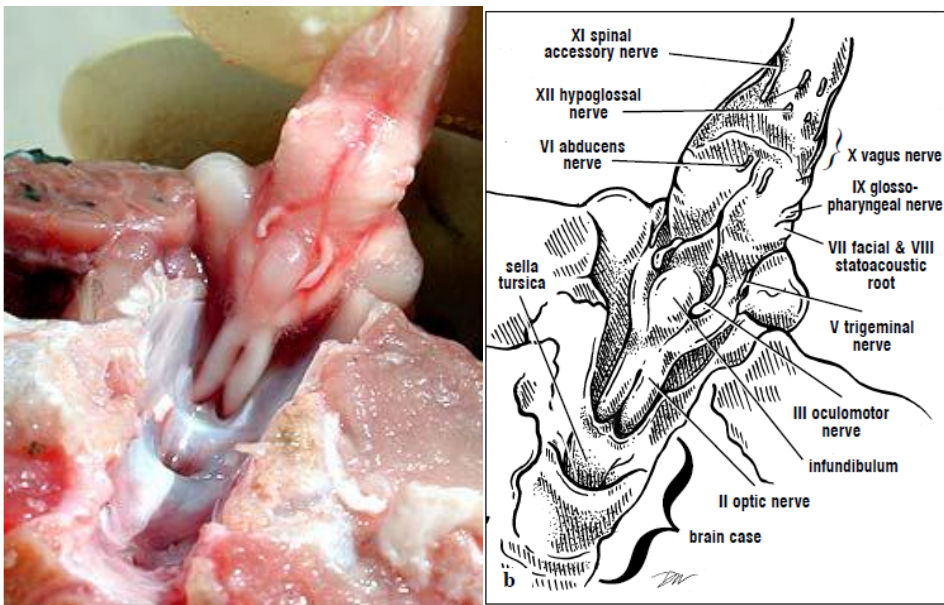 XI spinal
accessory nerve
XII hypoglossal
nerve
VI abducens
nerve
X vagus nerve
IX glosso-
pharyngeal nerve
VII facial & VIII
statoacoustic
root
sella
tursica
V trigeminal
nerve
III oculomotor
nerve
infundibulum
II optic nerve
brain case
b